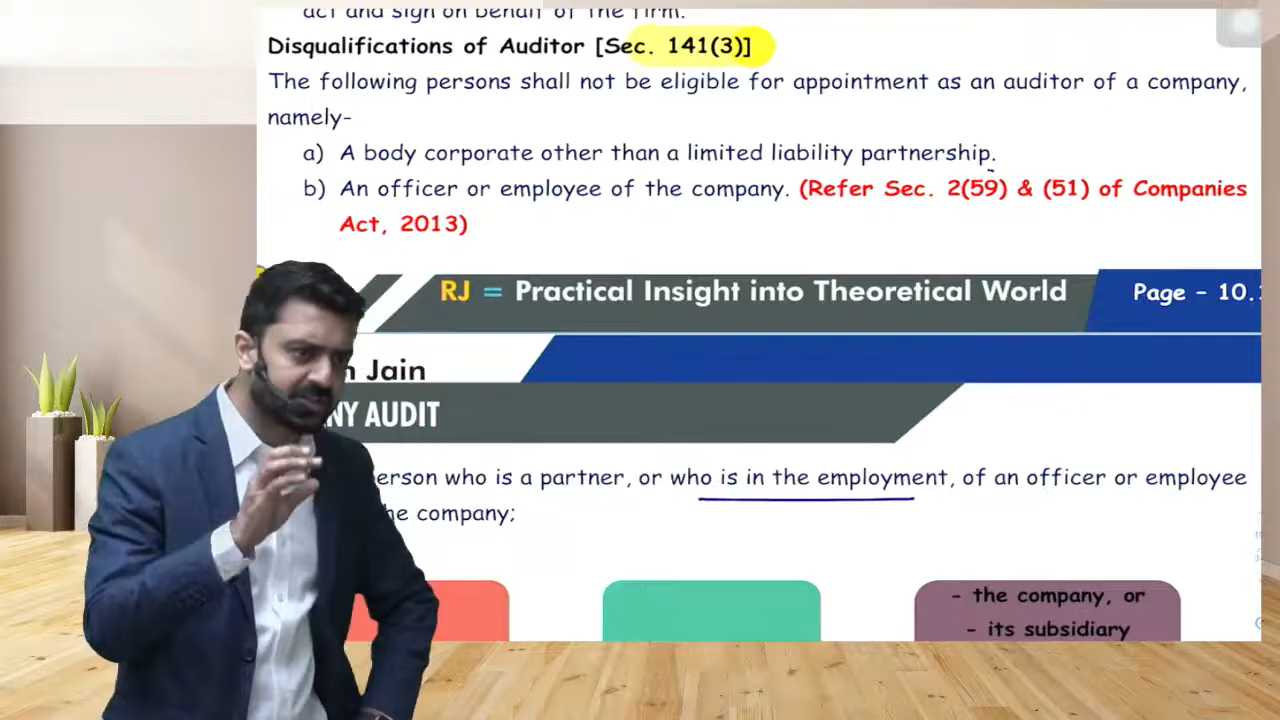 act and sign on behalf of the firm.
Disqualifications of Auditor [Sec. 141(3)]
The following persons shall not be eligible for appointment as an auditor of a company,
namely-
a) A body corporate other than a limited liability partnership.
b) An officer or employee of the company. (Refer Sec. 2(59) & (51) of Companies
Act, 2013)
RJ = Practical Insight into Theoretical World
Page - 10.
Jain
AUDIT
who is a partner, or who is in the employment, of an officer or employee
company;
- the company, or
- its subsidiary